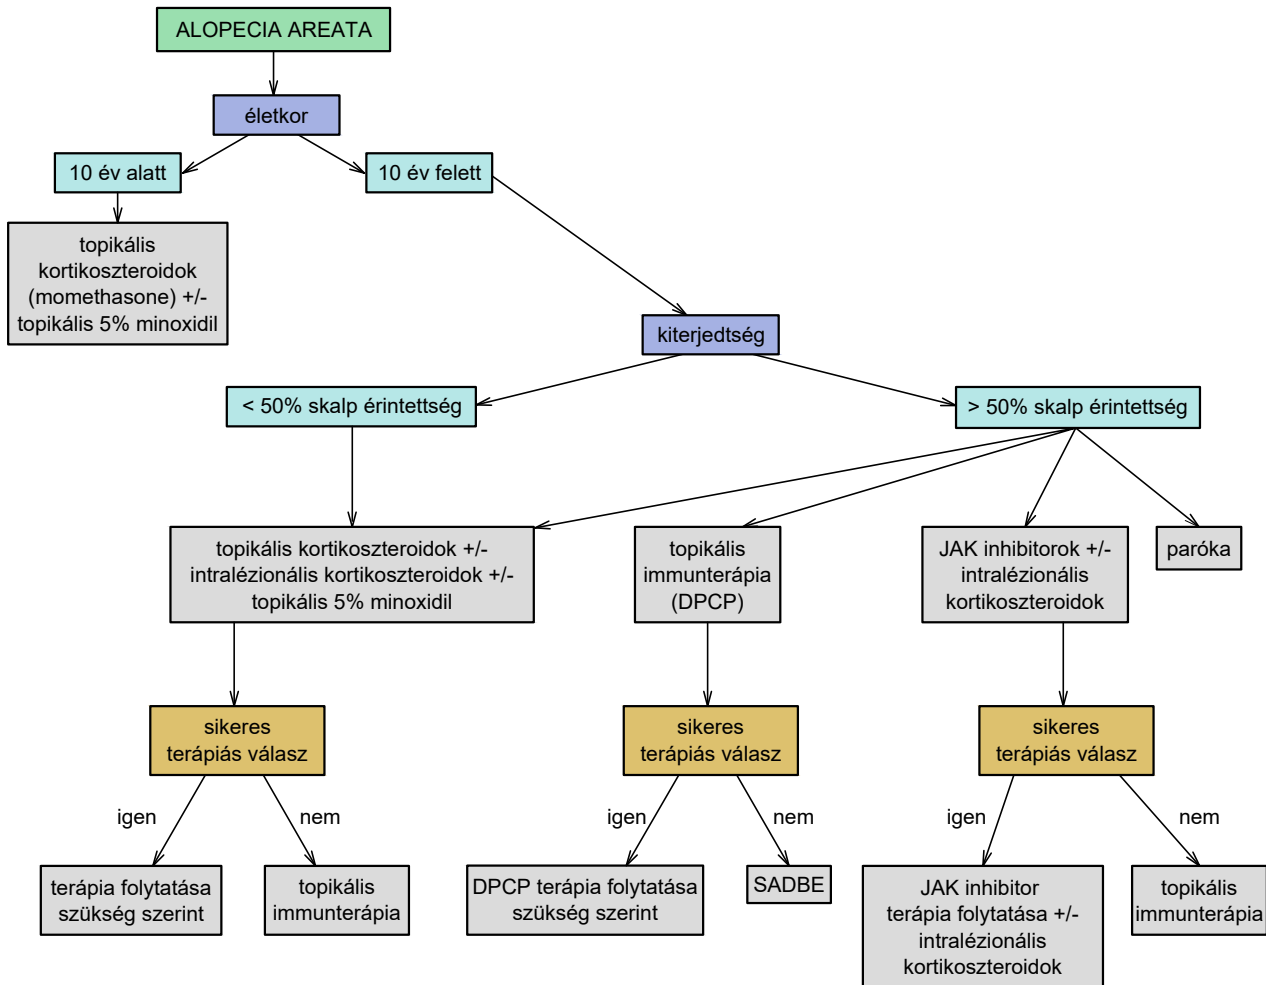 ALOPECIA AREATA
életkor
10 év alatt
10 év felett
topikális
kortikoszteroidok
(momethasone) +/-
topikális 5% minoxidil
kiterjedtség
< 50% skalp érintettség
> 50% skalp érintettség
topikális kortikoszteroidok +/-
intralézionális kortikoszteroidok +/-
topikális 5% minoxidil
topikális
immunterápia
(DPCP)
JAK inhibitorok +/-
intralézionális
kortikoszteroidok
paróka
sikeres
terápiás válasz
sikeres
terápiás válasz
sikeres
terápiás válasz
igen
nem
igen
nem
igen
nem
terápia folytatása
szükség szerint
topikális
immunterápia
DPCP terápia folytatása
szükség szerint
SADBE
JAK inhibitor
terápia folytatása +/-
intralézionális
kortikoszteroidok
topikális
immunterápia